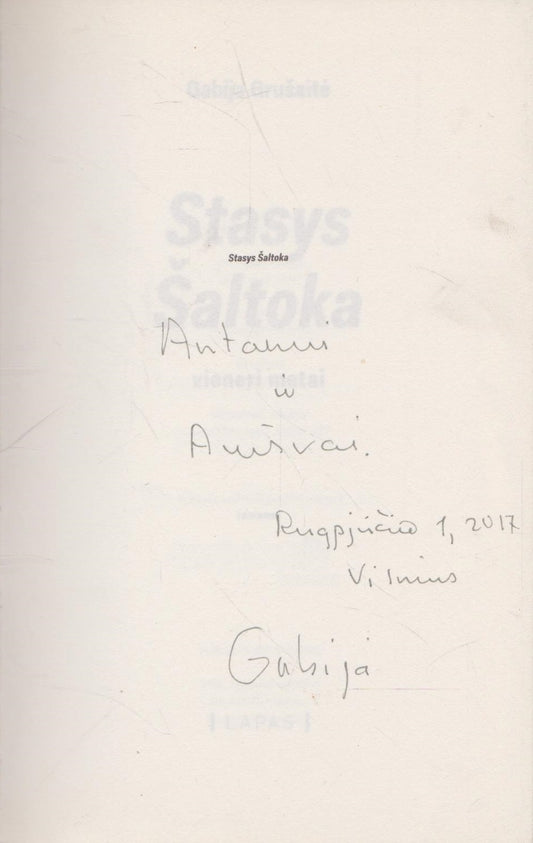 Gabija Grušaitė
Stasys
Šaltoka
Stasys Šaltoka
Antanui
ir
Aušrai.
vieneri metai
Rugpjūčio 1, 2017
Vilnius
Gabija
LAPAS